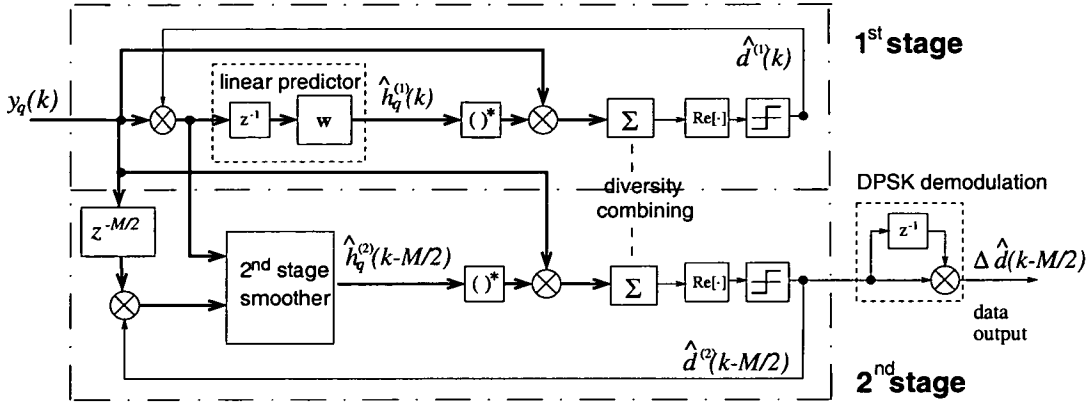 1st stage
d̂⁽¹⁾(k)
linear predictor
y_q(k)
ĥ_q⁽¹⁾(k)
z⁻¹
w
( )*
Σ
Re[·]
diversity
combining
DPSK demodulation
z⁻¹
z^{-M/2}
2nd stage
smoother
ĥ_q⁽²⁾(k-M/2)
( )*
Σ
Re[·]
Δ d̂(k-M/2)
data
output
d̂⁽²⁾(k-M/2)
2nd stage